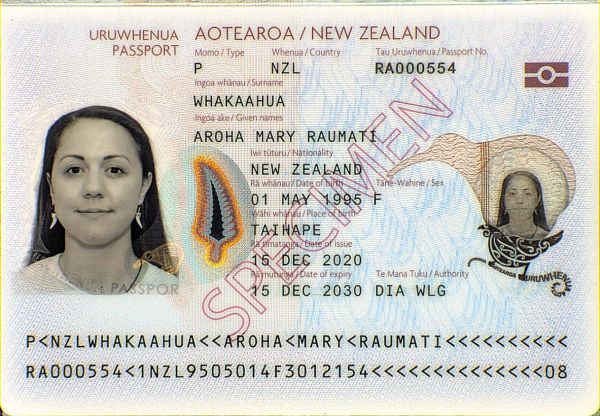 URUWHENUA AOTEAROA / NEW ZEALAND
PASSPORT Momo / Type Whenua / Country Tau Uruwhenua / Passport No.
P NZL RA000554
Ingoa whānau / Surname
WHAKAAHUA
Ingoa ake / Given names
AROHA MARY RAUMATI
Iwi tūturu / Nationality
NEW ZEALAND
Rā whānau / Date of birth Tāne-Wahine / Sex
01 MAY 1995 F
Wāhi whānau / Place of birth
TAIHAPE
Rā tīmatanga / Date of issue
15 DEC 2020
Rā mutunga / Date of expiry Te Mana Tuku / Authority
15 DEC 2030 DIA WLG
SPECIMEN
PASSPOR
AOTEAROA URUWHENUA
P<NZLWHAKAAHUA<<AROHA<MARY<RAUMATI<<<<<<<<<<
RA000554<1NZL9505014F3012154<<<<<<<<<<<<<<08